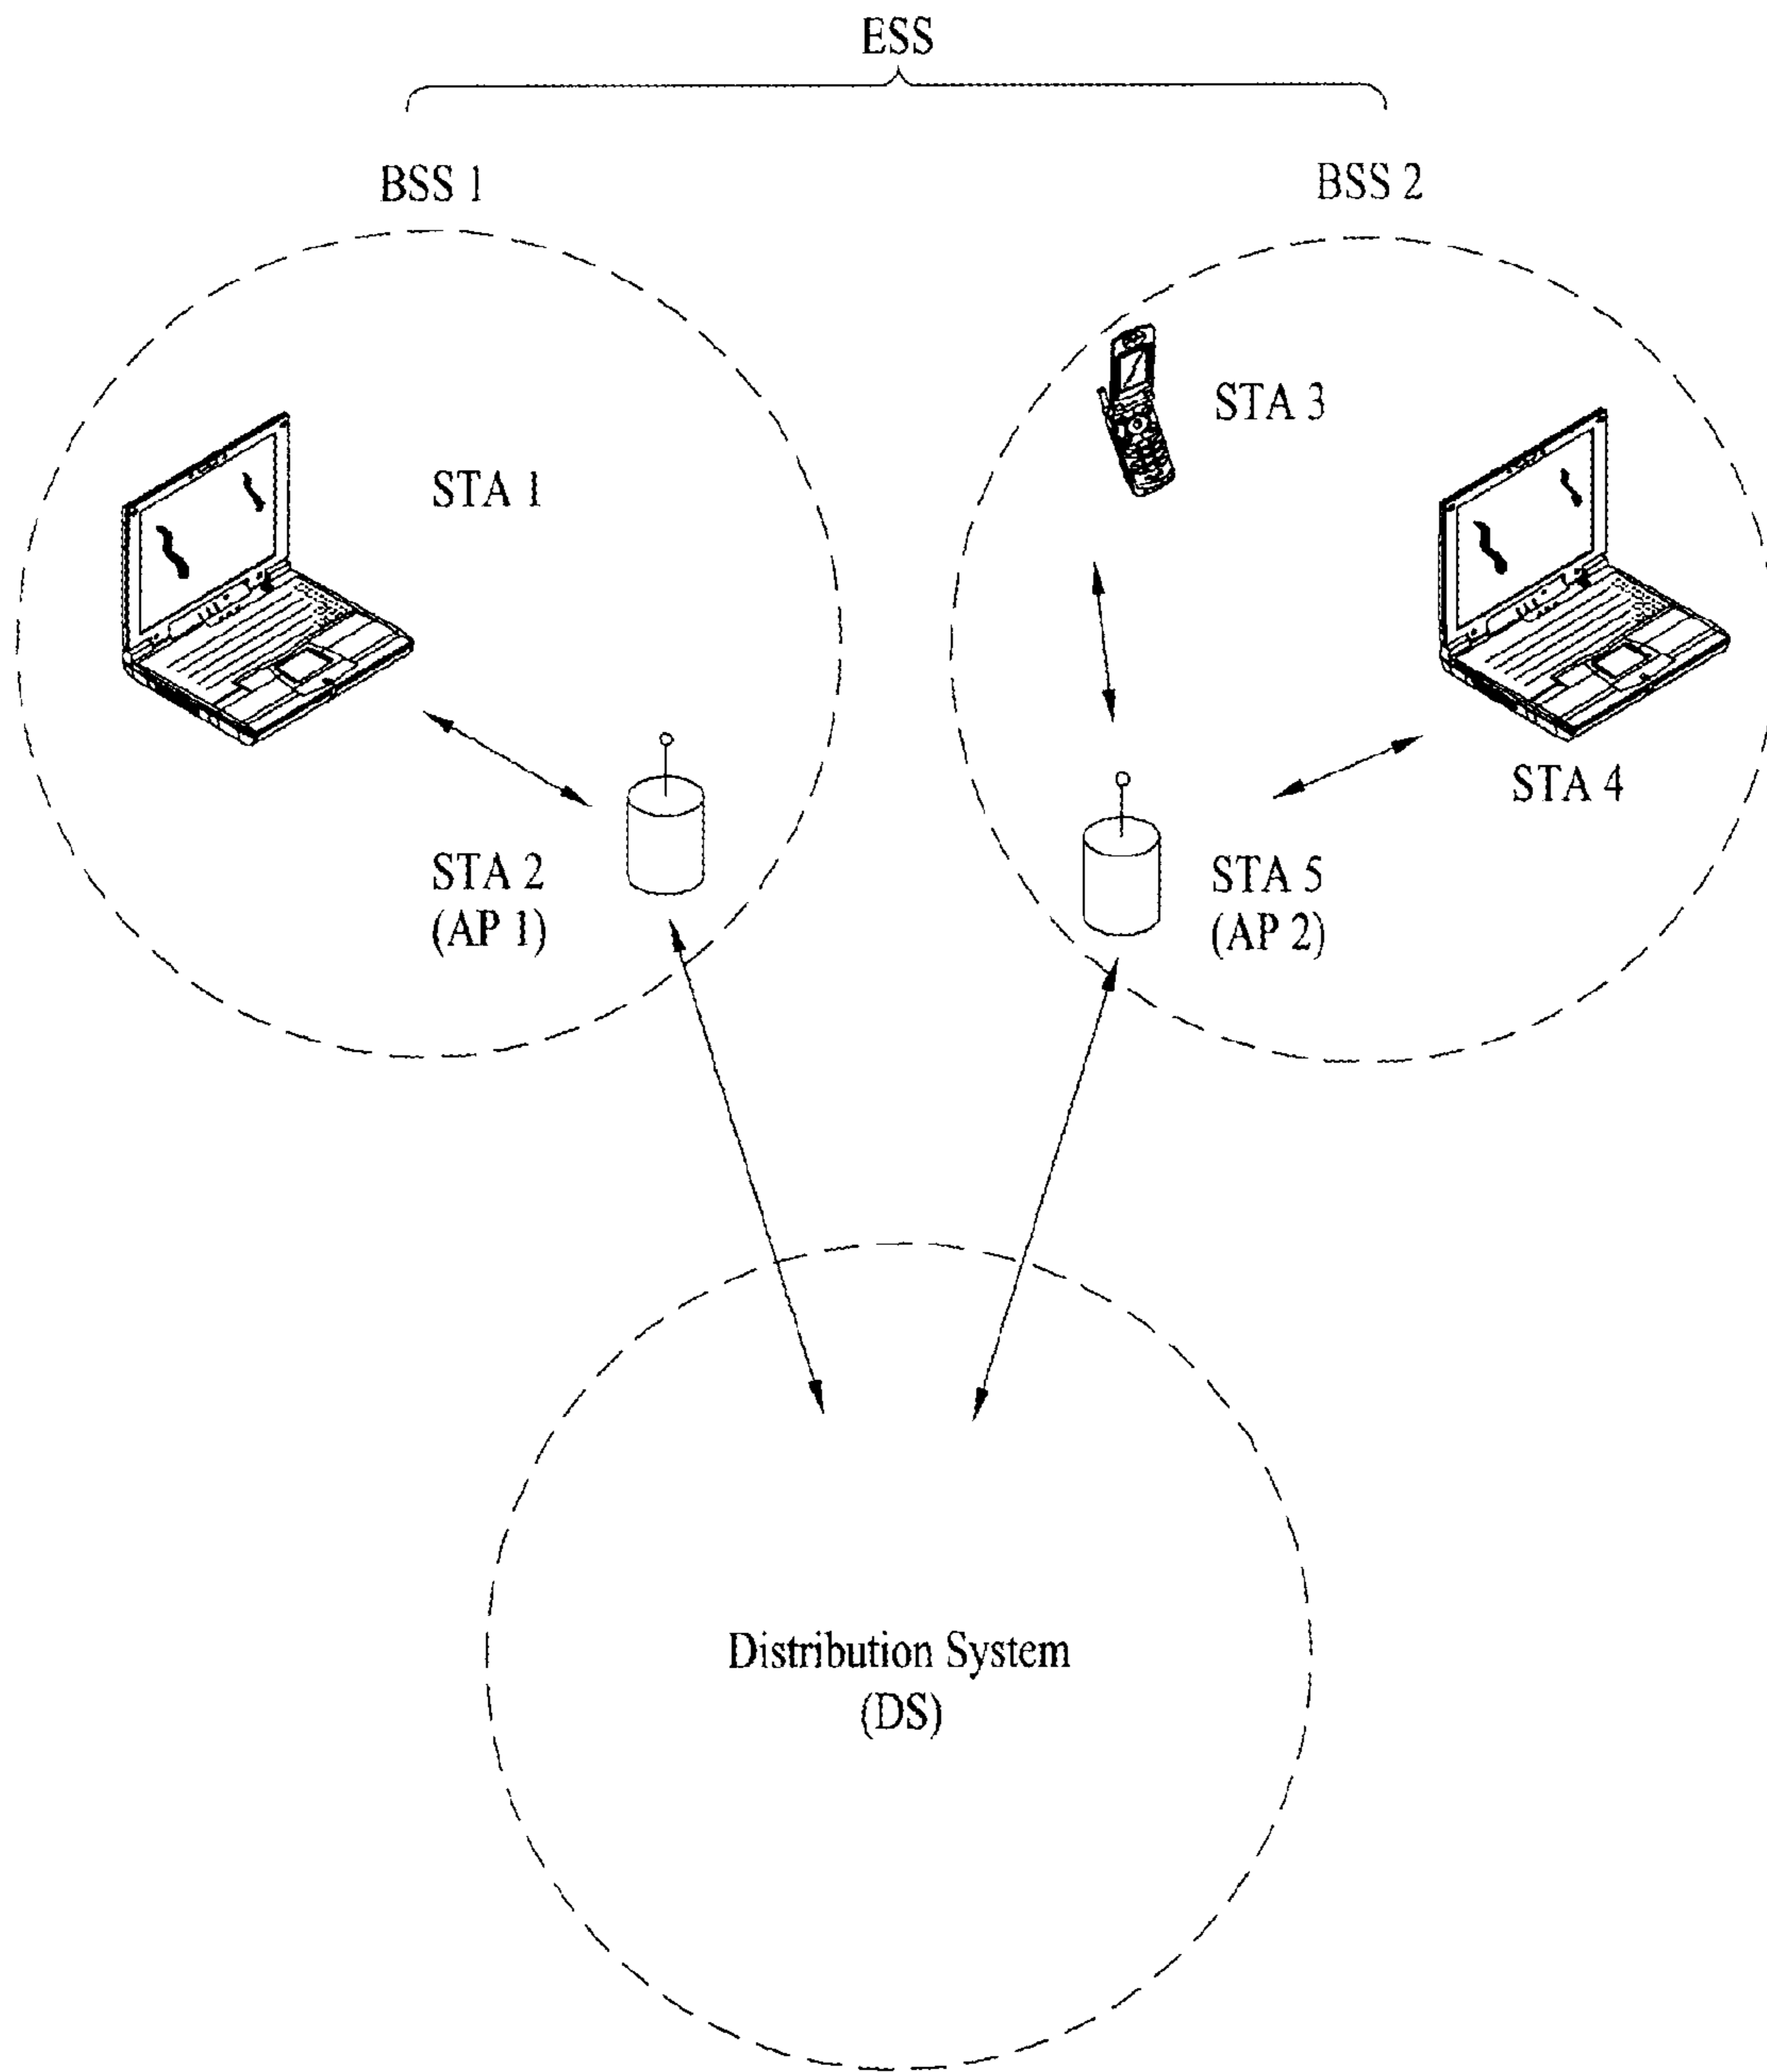 ESS
BSS 1
BSS 2
STA 1
STA 3
STA 4
STA 2
(AP 1)
STA 5
(AP 2)
Distribution System
(DS)